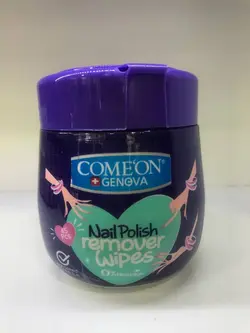 COME'ON®
GENOVA
Nail Polish
remover
wipes